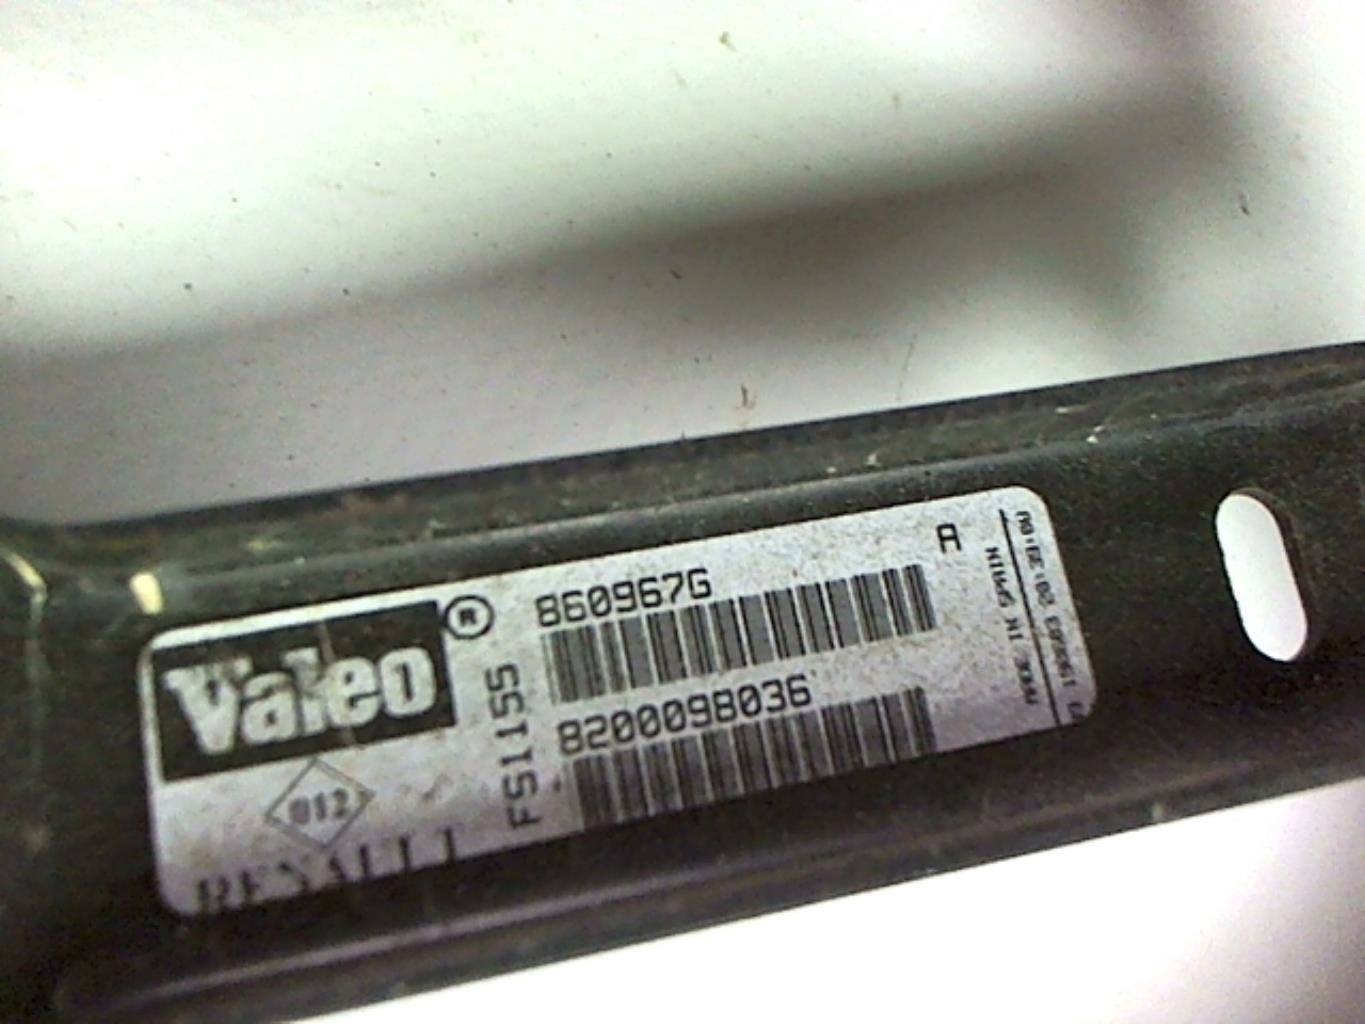 Valeo®
012
RENAULT
FS1155
860967G
8200098036
A
MADE IN SPAIN